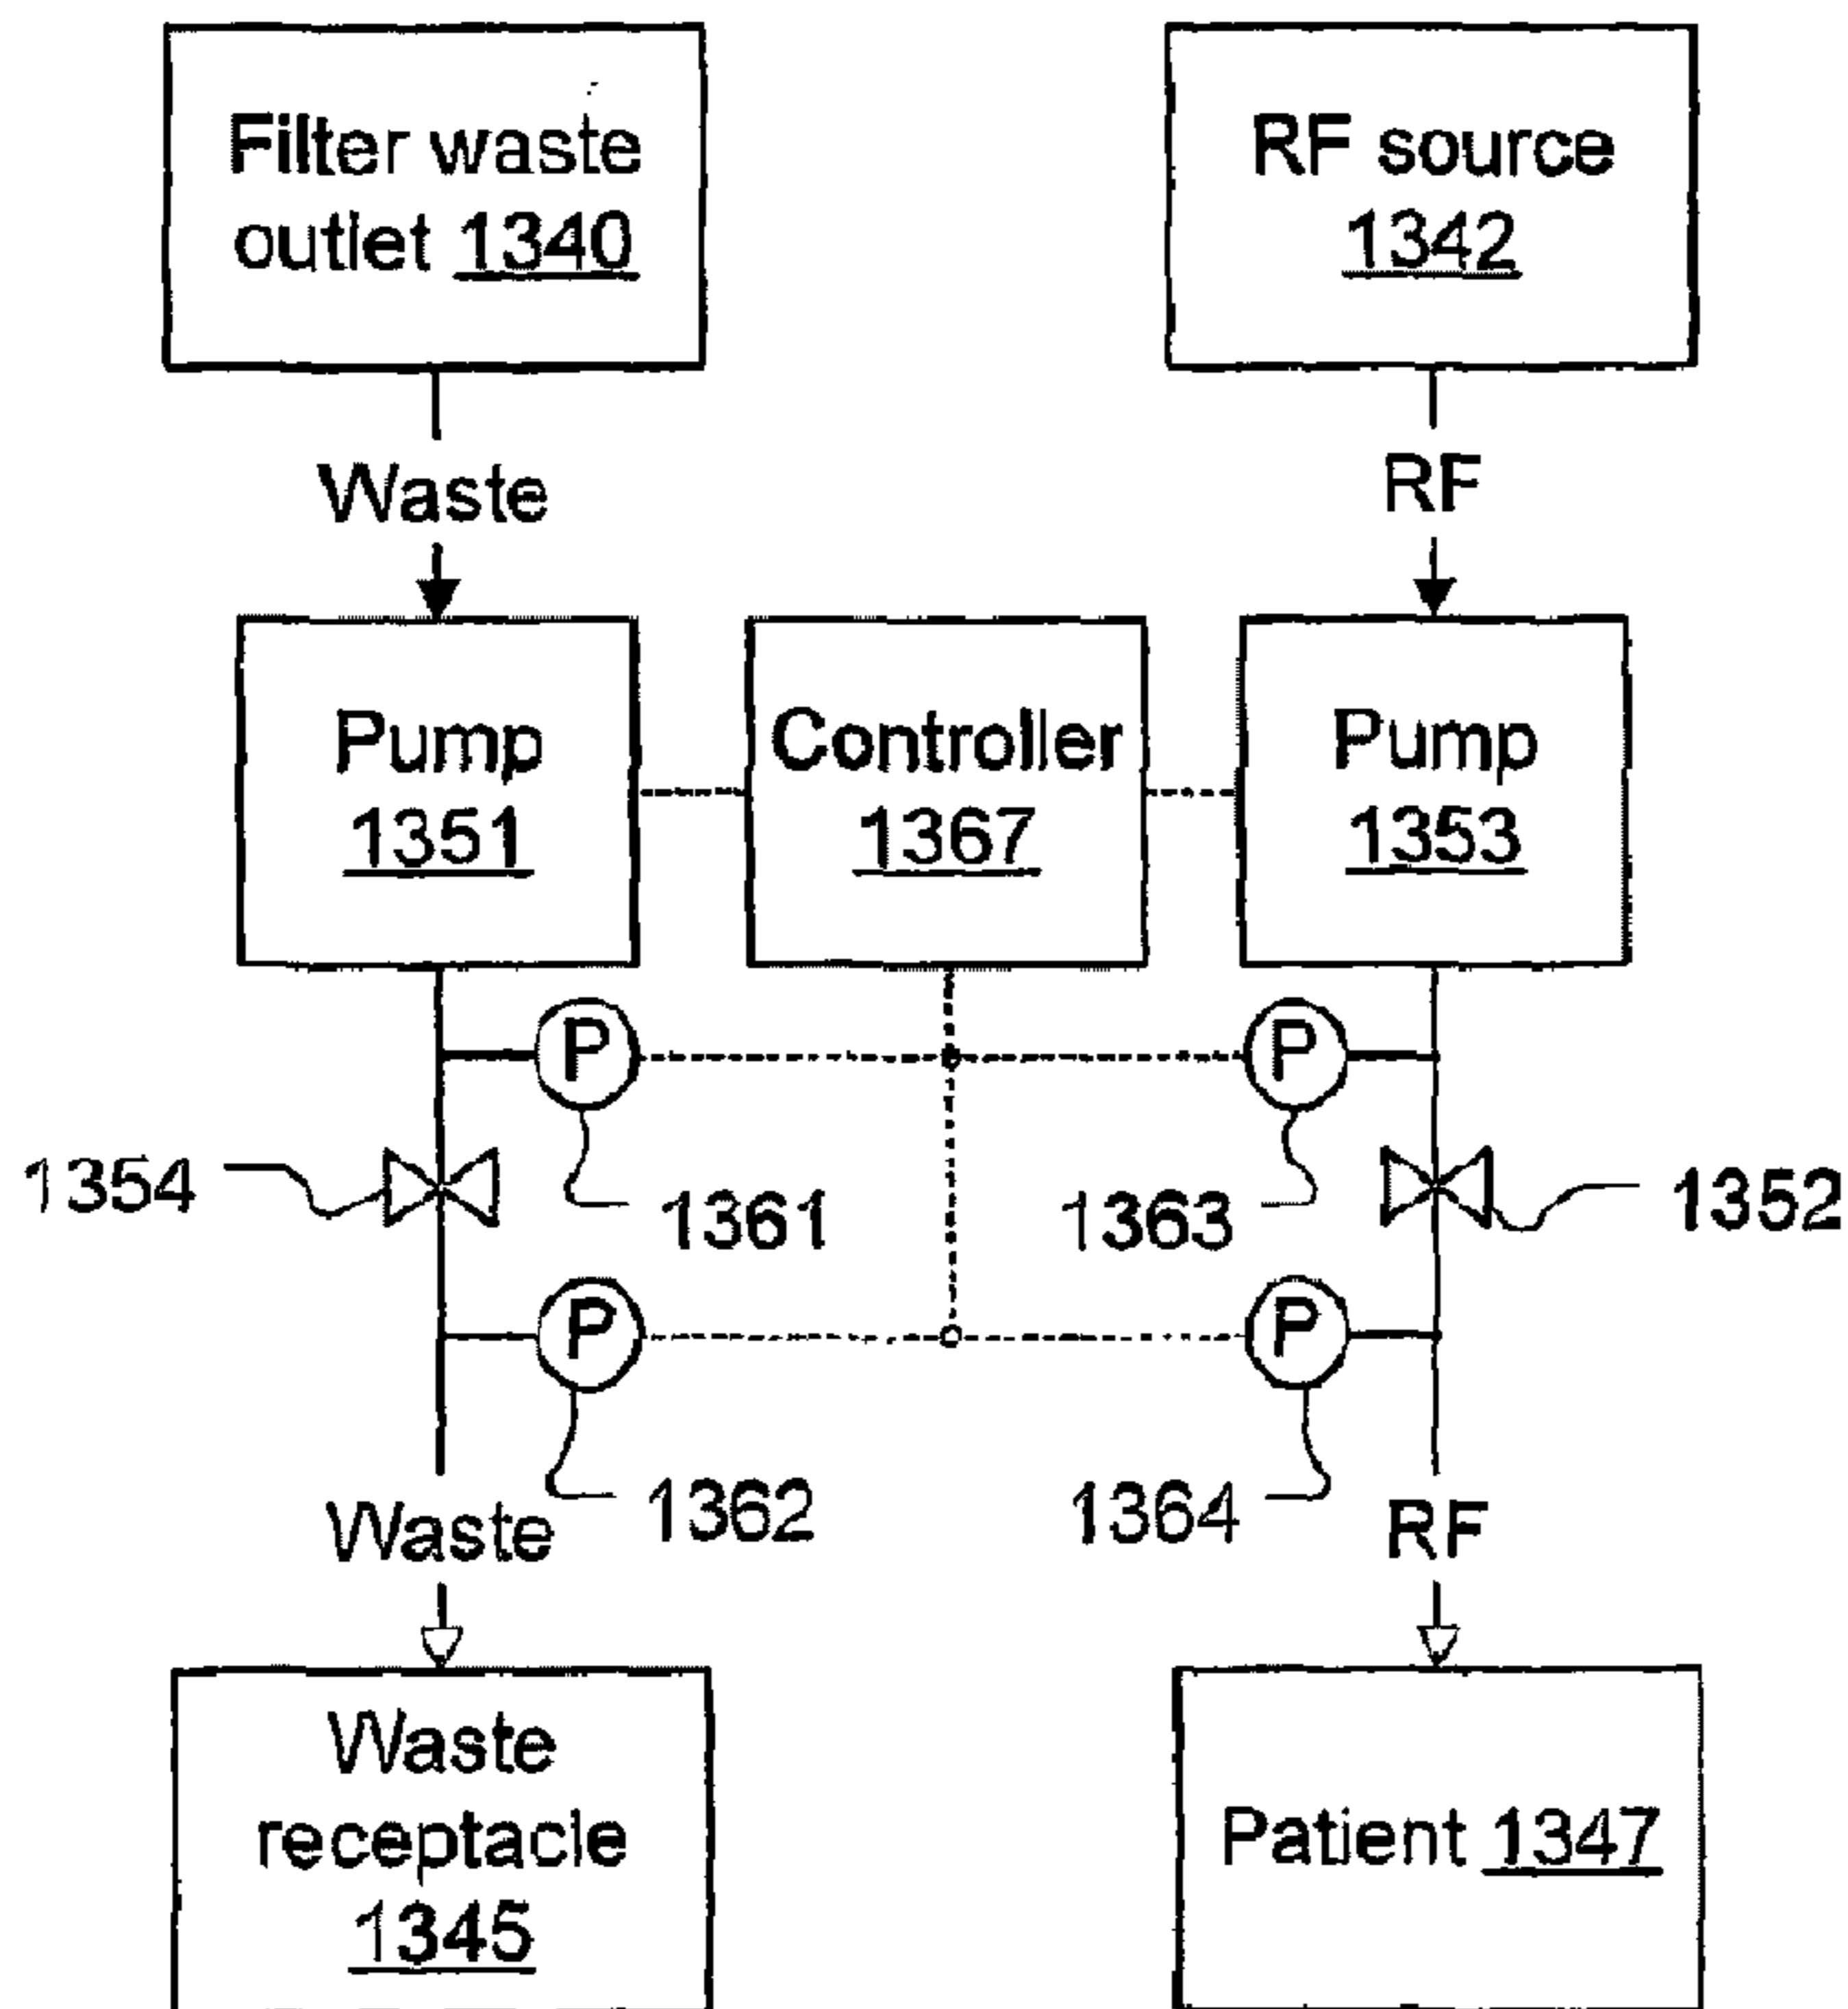 Filter waste
outlet 1340
RF source
1342
Waste
RF
Pump
1351
Controller
1367
Pump
1353
P
P
1354
1361
1363
1352
P
P
1362
1364
Waste
RF
Waste
receptacle
1345
Patient 1347